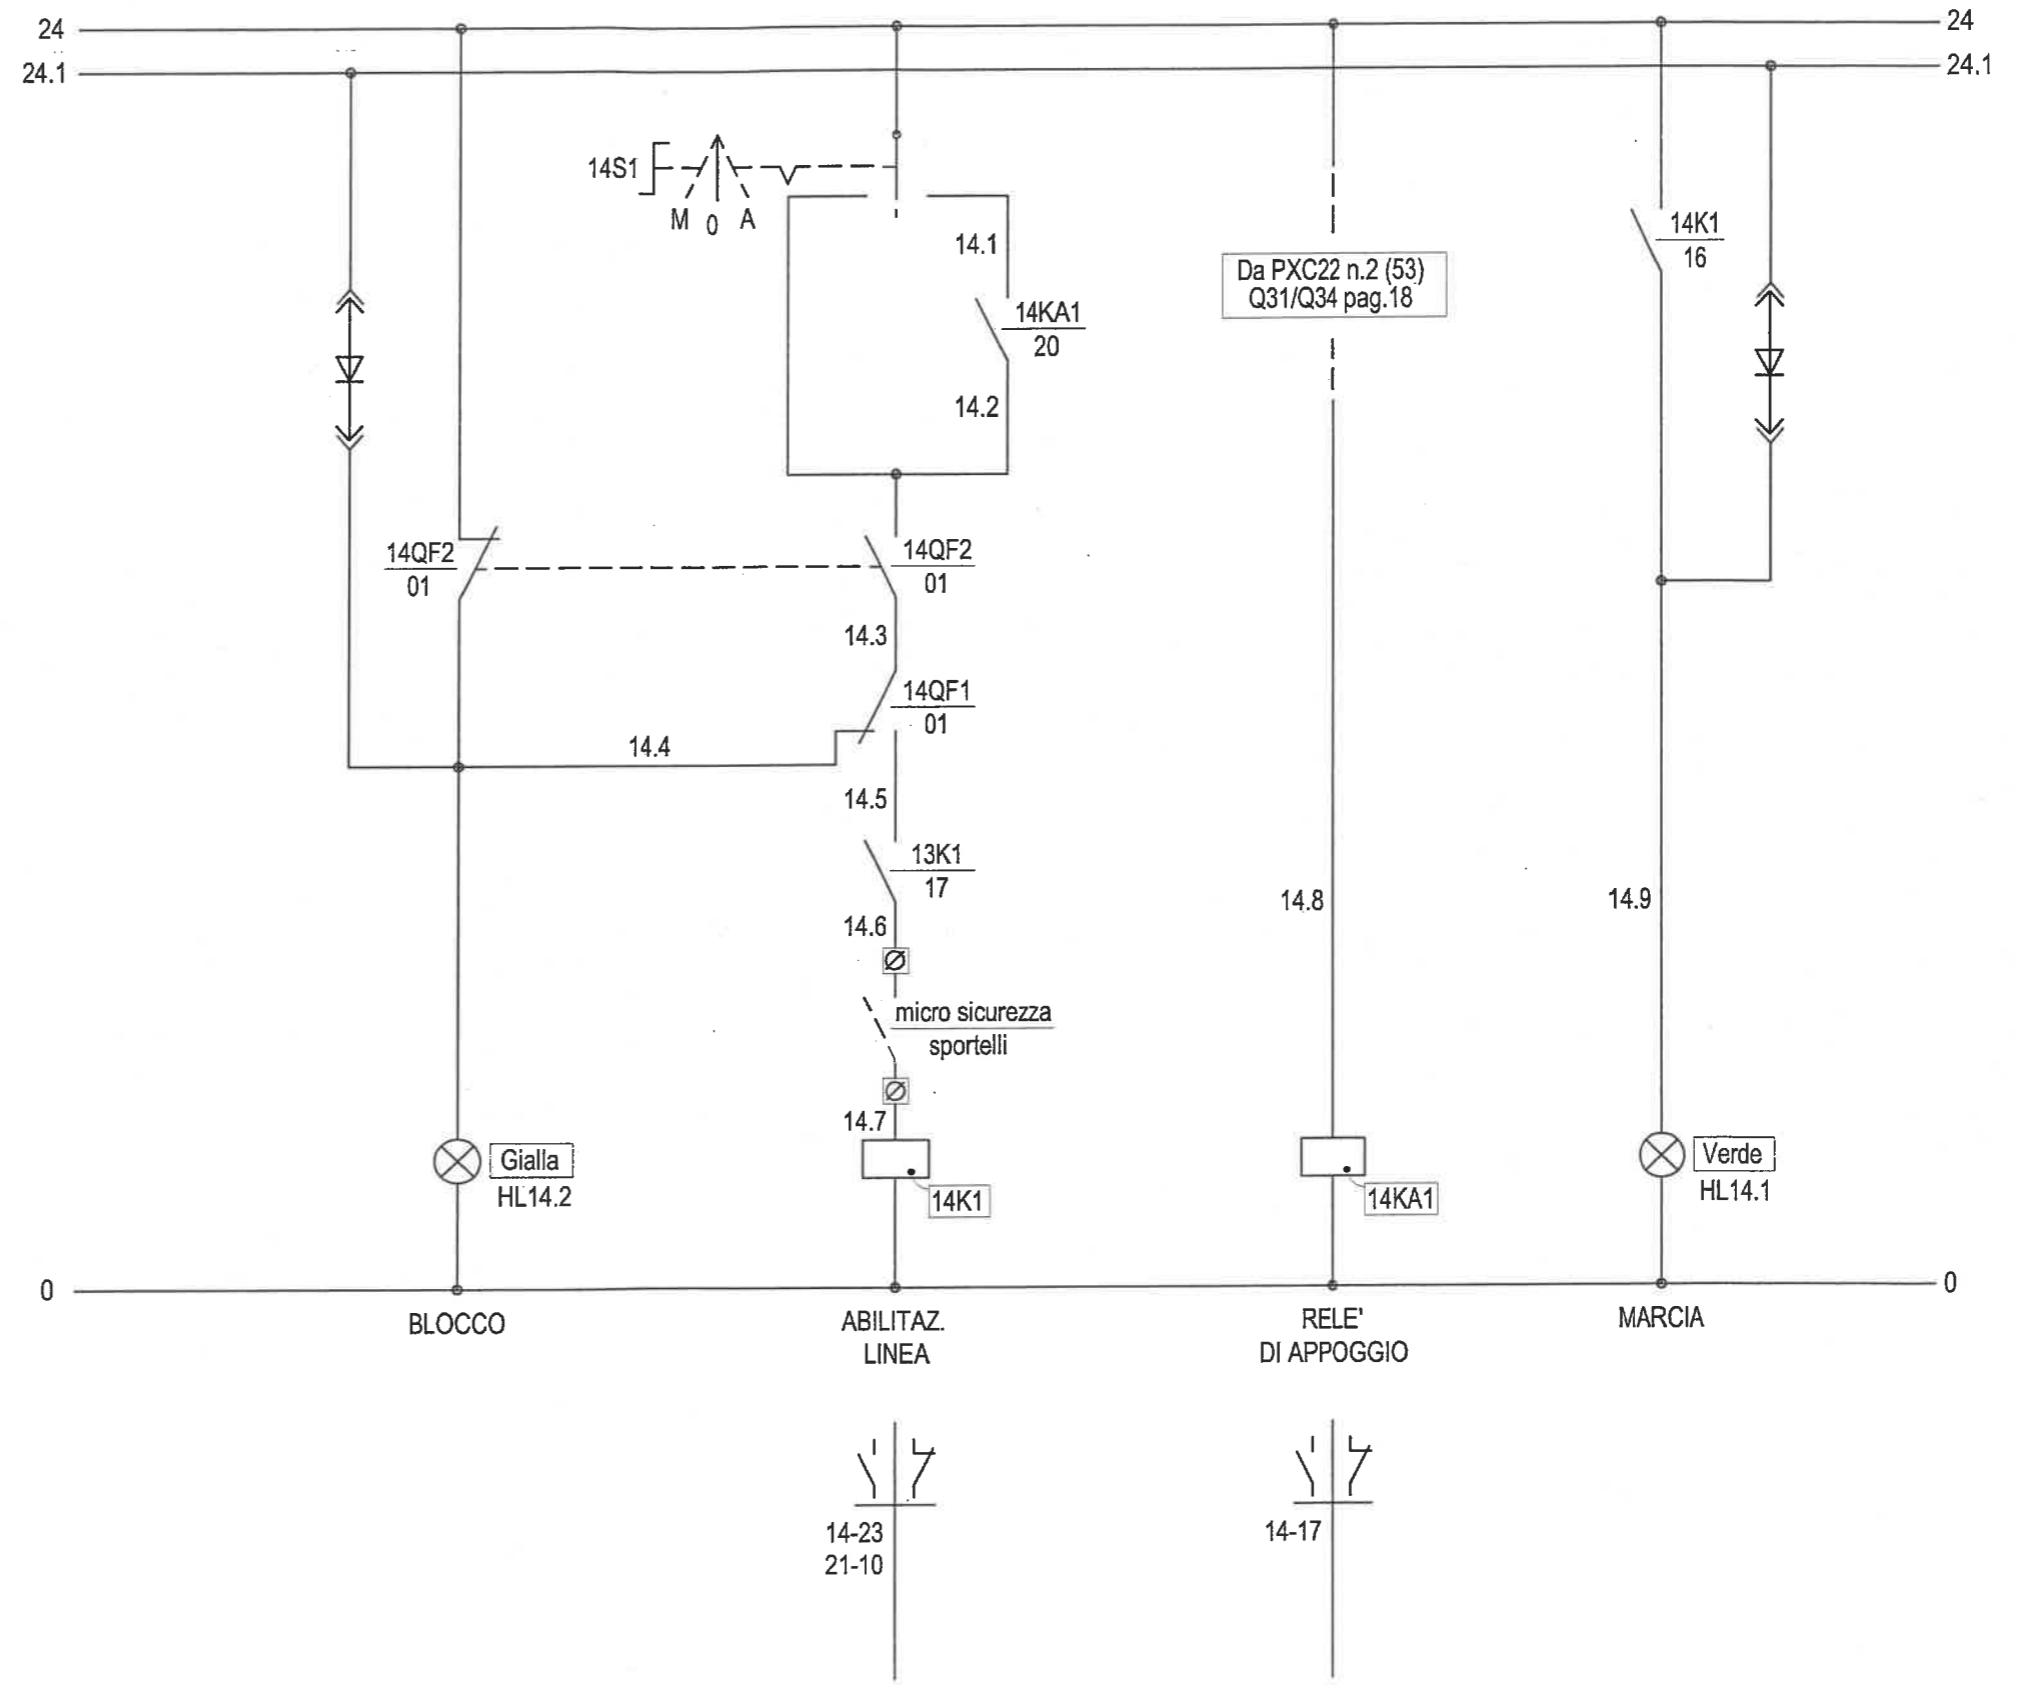 24
24
24.1
24.1
14S1
M 0 A
14.1
14KA1
20
14.2
Da PXC22 n.2 (53)
Q31/Q34 pag.18
14K1
16
14QF2
01
14QF2
01
14.3
14QF1
01
14.4
14.5
13K1
17
14.6
14.8
14.9
micro sicurezza
sportelli
14.7
Gialla
HL14.2
14K1
14KA1
Verde
HL14.1
0
0
BLOCCO
ABILITAZ.
LINEA
RELE'
DI APPOGGIO
MARCIA
14-23
21-10
14-17